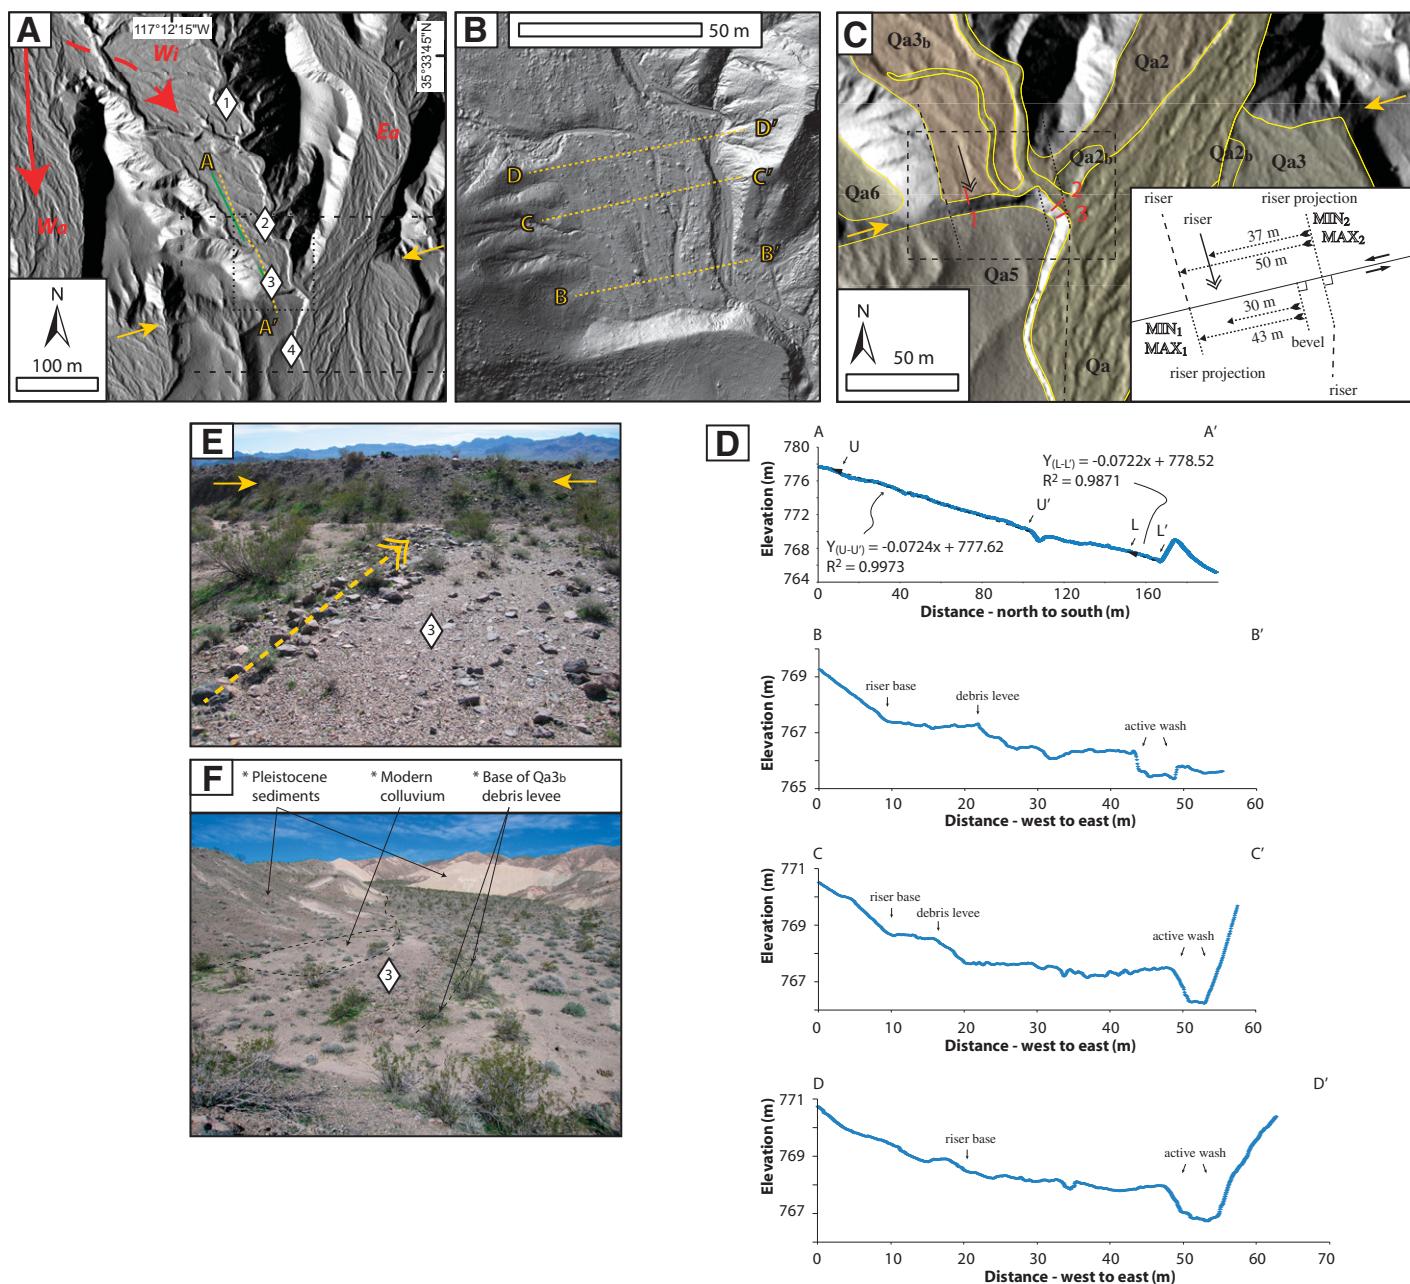 A
117°12'15"W
35°33'45"N
Wi
Wa
Ea
1
A
2
3
A'
4
N
100 m
B
50 m
D
D'
C
C'
B
B'
C
Qa3b
Qa2
Qa2b
Qa2b
Qa3
Qa6
1
2
3
Qa5
Qa
N
50 m
riser
riser projection
riser
MIN2
MAX2
37 m
50 m
30 m
43 m
MIN1
MAX1
bevel
riser projection
riser
E
3
F
* Pleistocene
sediments
* Modern
colluvium
* Base of Qa3b
debris levee
3
D
A
A'
Elevation (m)
780
776
772
768
764
U
U'
L
L'
Y(L-L') = -0.0722x + 778.52
R2 = 0.9871
Y(U-U') = -0.0724x + 777.62
R2 = 0.9973
0
40
80
120
160
Distance - north to south (m)
B
B'
Elevation (m)
769
767
765
riser base
debris levee
active wash
0
10
20
30
40
50
60
Distance - west to east (m)
C
C'
Elevation (m)
771
769
767
riser base
debris levee
active wash
0
10
20
30
40
50
60
Distance - west to east (m)
D
D'
Elevation (m)
771
769
767
riser base
active wash
0
10
20
30
40
50
60
70
Distance - west to east (m)